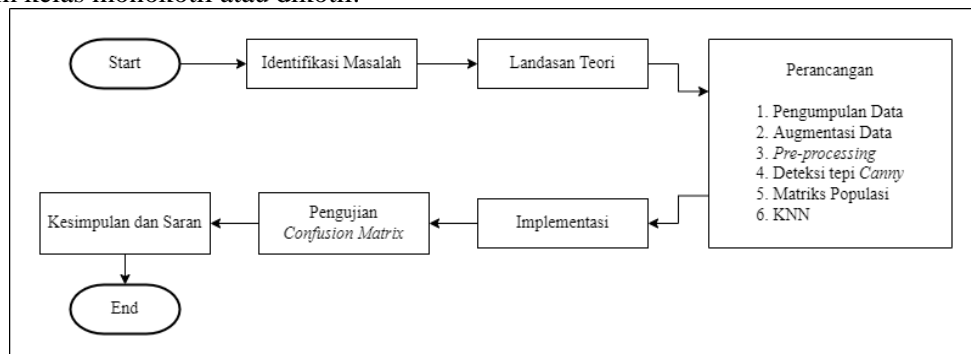 kelas monokotil atau dikotil.
Start
Identifikasi Masalah
Landasan Teori
Perancangan
1. Pengumpulan Data
2. Augmentasi Data
3. Pre-processing
4. Deteksi tepi Canny
5. Matriks Populasi
6. KNN
Implementasi
Pengujian
Confusion Matrix
Kesimpulan dan Saran
End